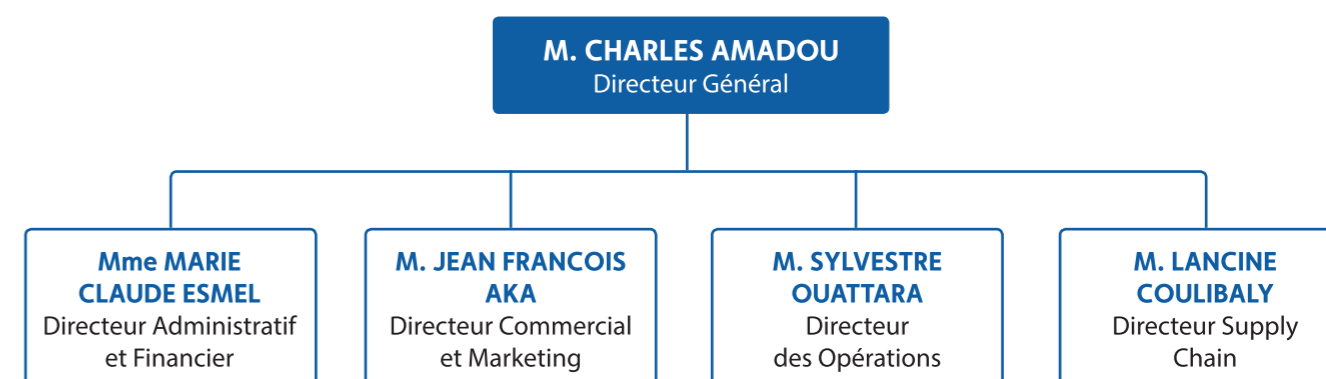 M. CHARLES AMADOU
Directeur Général
Mme MARIE
CLAUDE ESMEL
Directeur Administratif
et Financier
M. JEAN FRANCOIS
AKA
Directeur Commercial
et Marketing
M. SYLVESTRE
OUATTARA
Directeur
des Opérations
M. LANCINE
COULIBALY
Directeur Supply
Chain